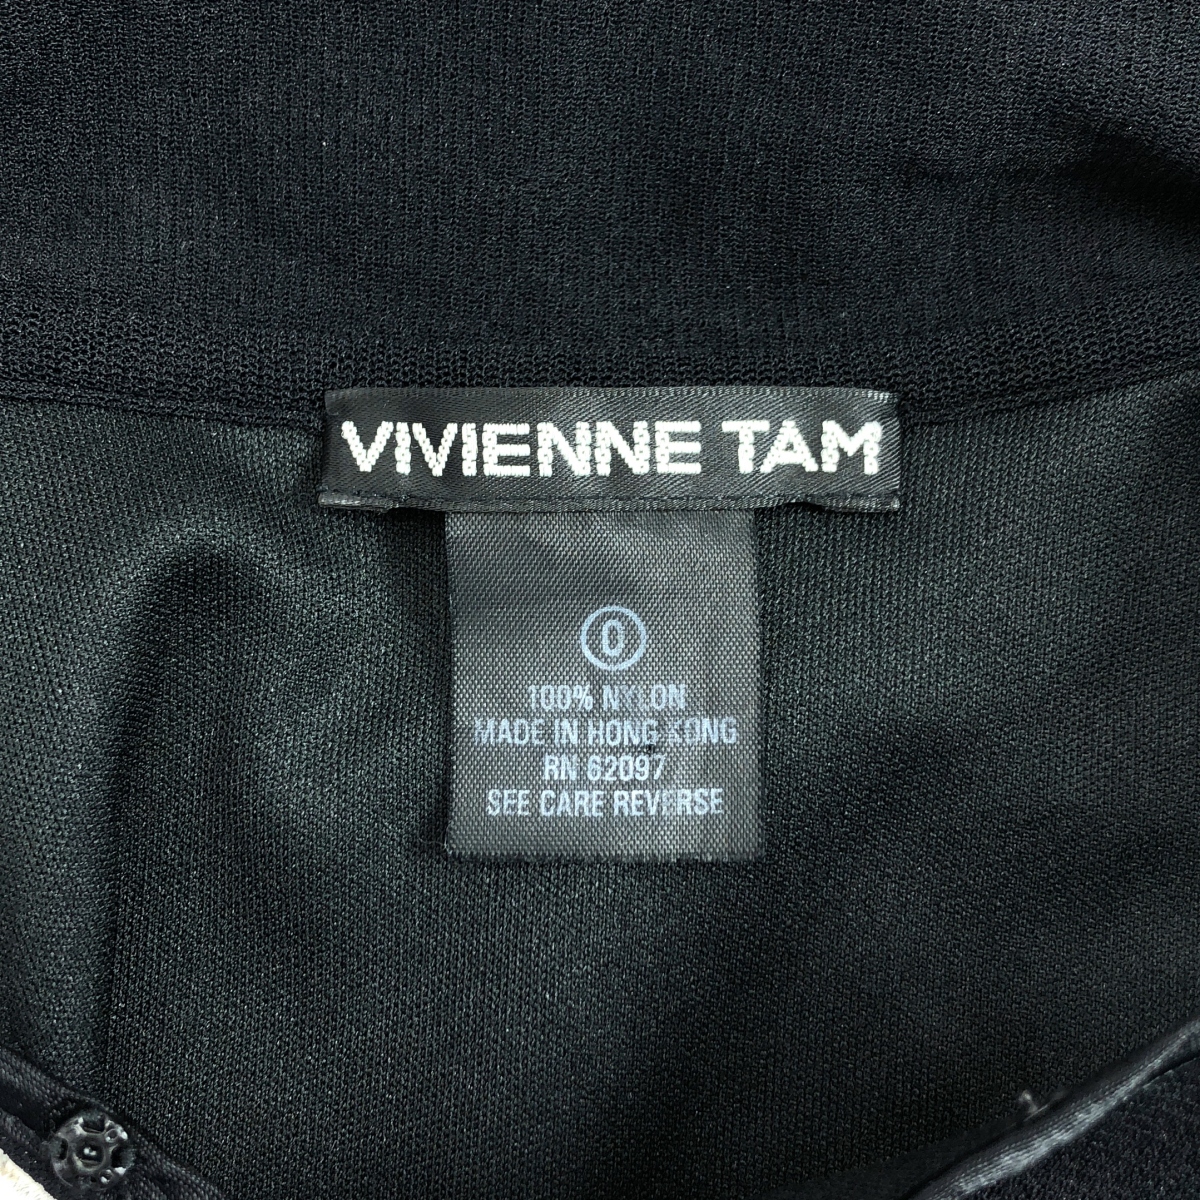 VIVIENNE TAM
0
100% NYLON
MADE IN HONG KONG
RN 62097
SEE CARE REVERSE